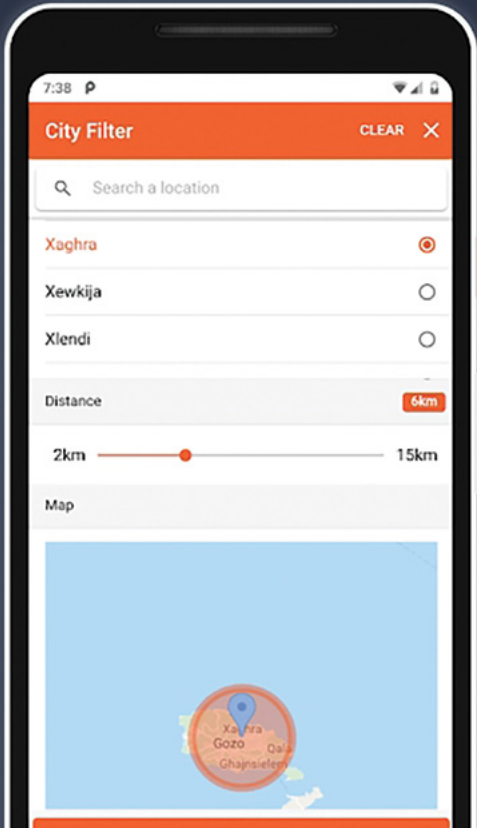 7:38
City Filter CLEAR
Search a location
Xaghra
Xewkija
Xlendi
Distance 6km
2km 15km
Map
Xaghra
Gozo
Qala
Ghajnsielem